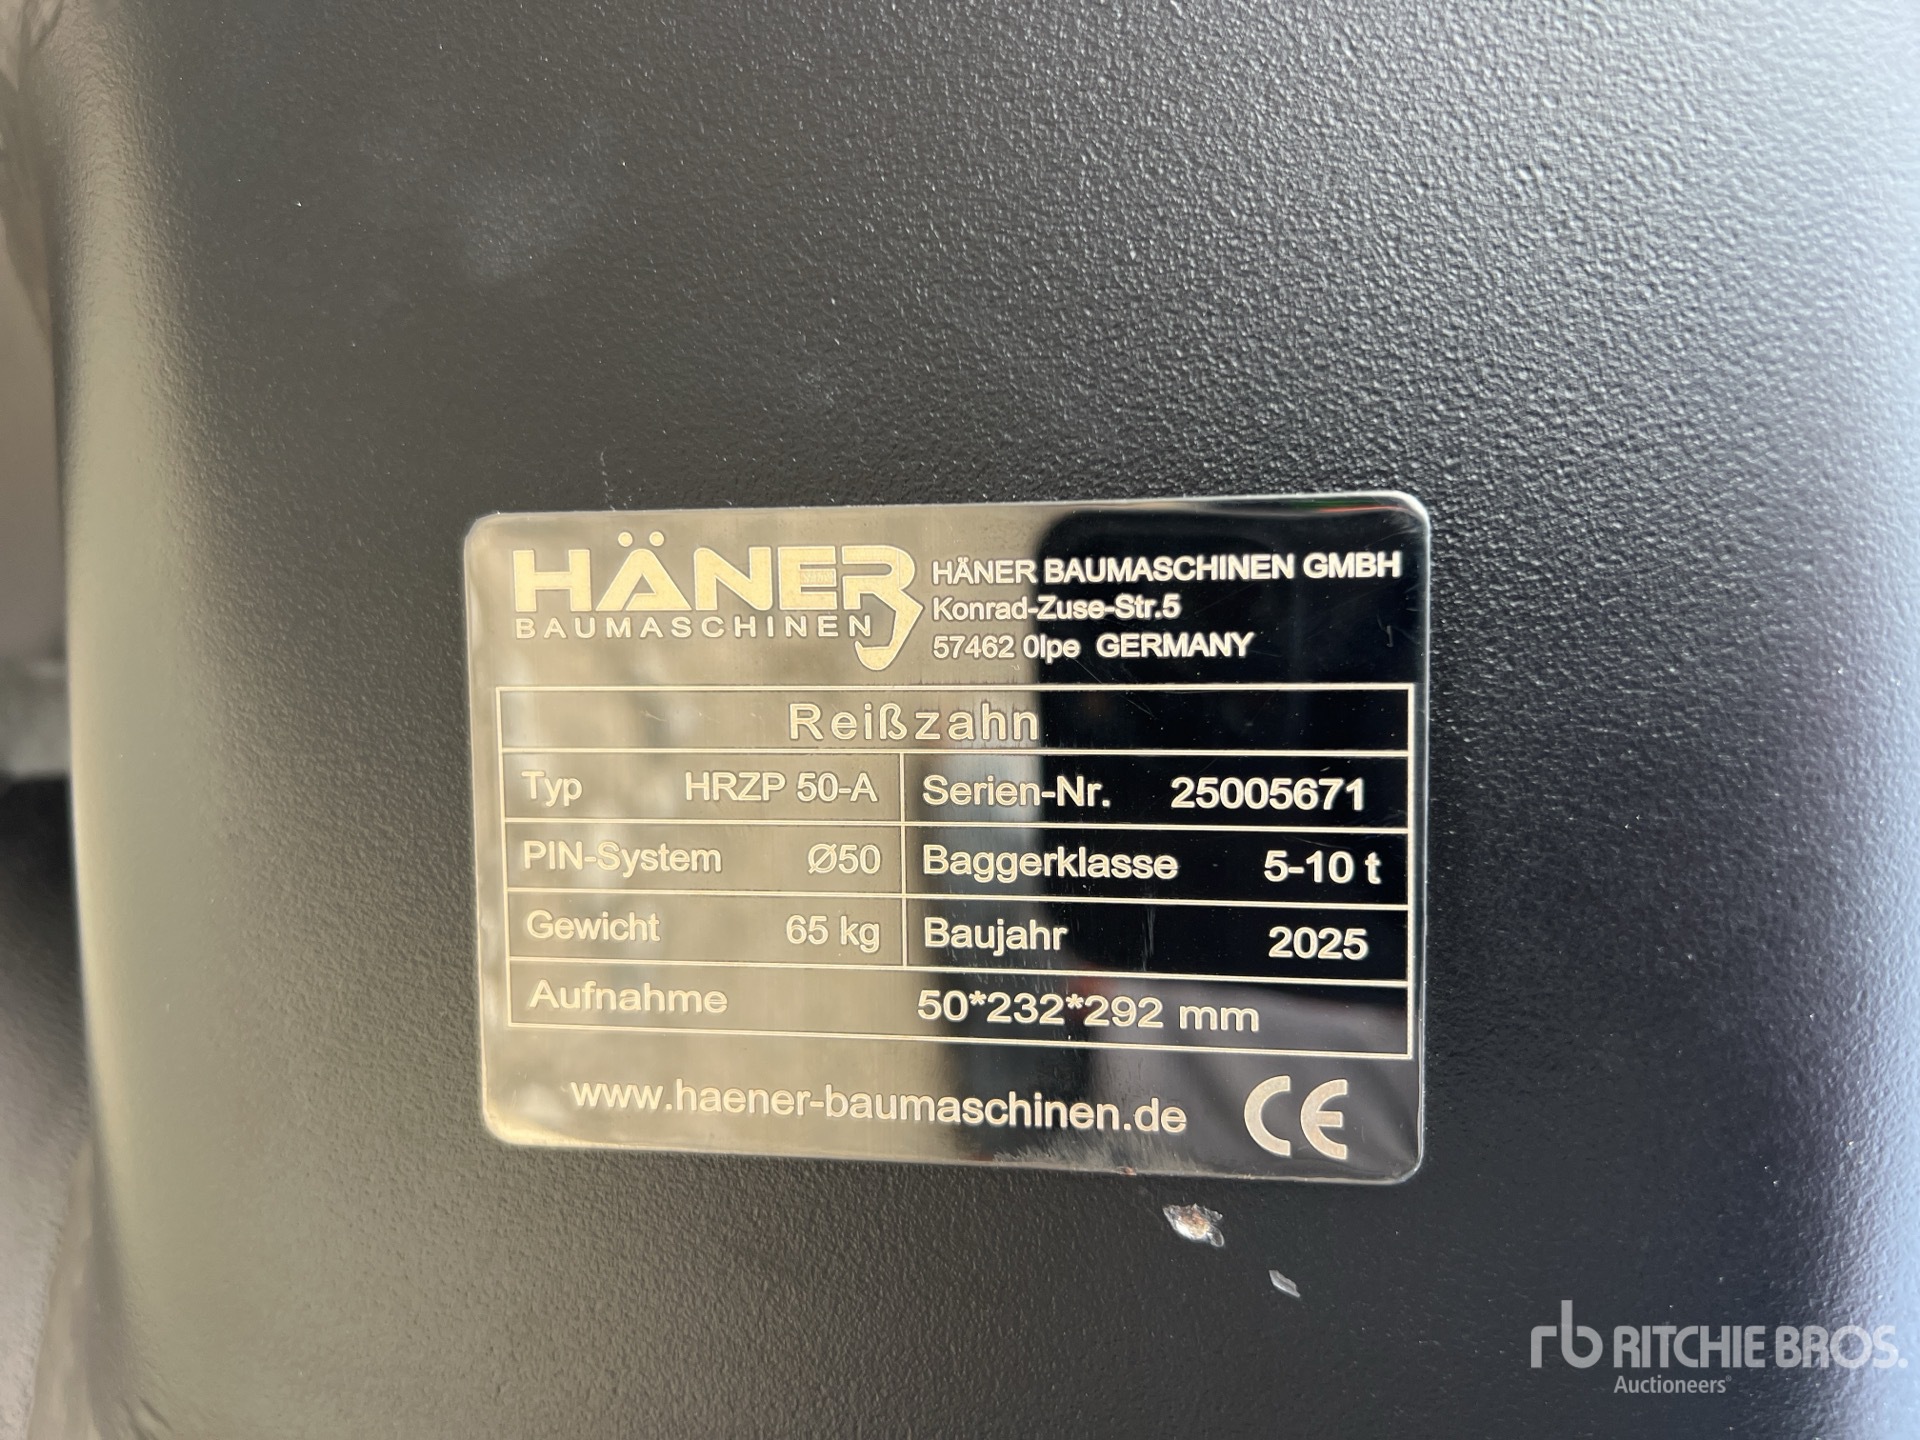 HÄNER
BAUMASCHINEN
HÄNER BAUMASCHINEN GMBH
Konrad-Zuse-Str.5
57462 Olpe GERMANY
Reißzahn
Typ HRZP 50-A Serien-Nr. 25005671
PIN-System Ø50 Baggerklasse 5-10 t
Gewicht 65 kg Baujahr 2025
Aufnahme 50*232*292 mm
www.haener-baumaschinen.de CE
rb RITCHIE BROS.
Auctioneers